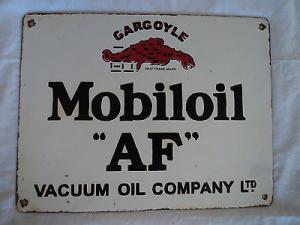 GARGOYLE
Mobiloil
"AF"
VACUUM OIL COMPANY LTD